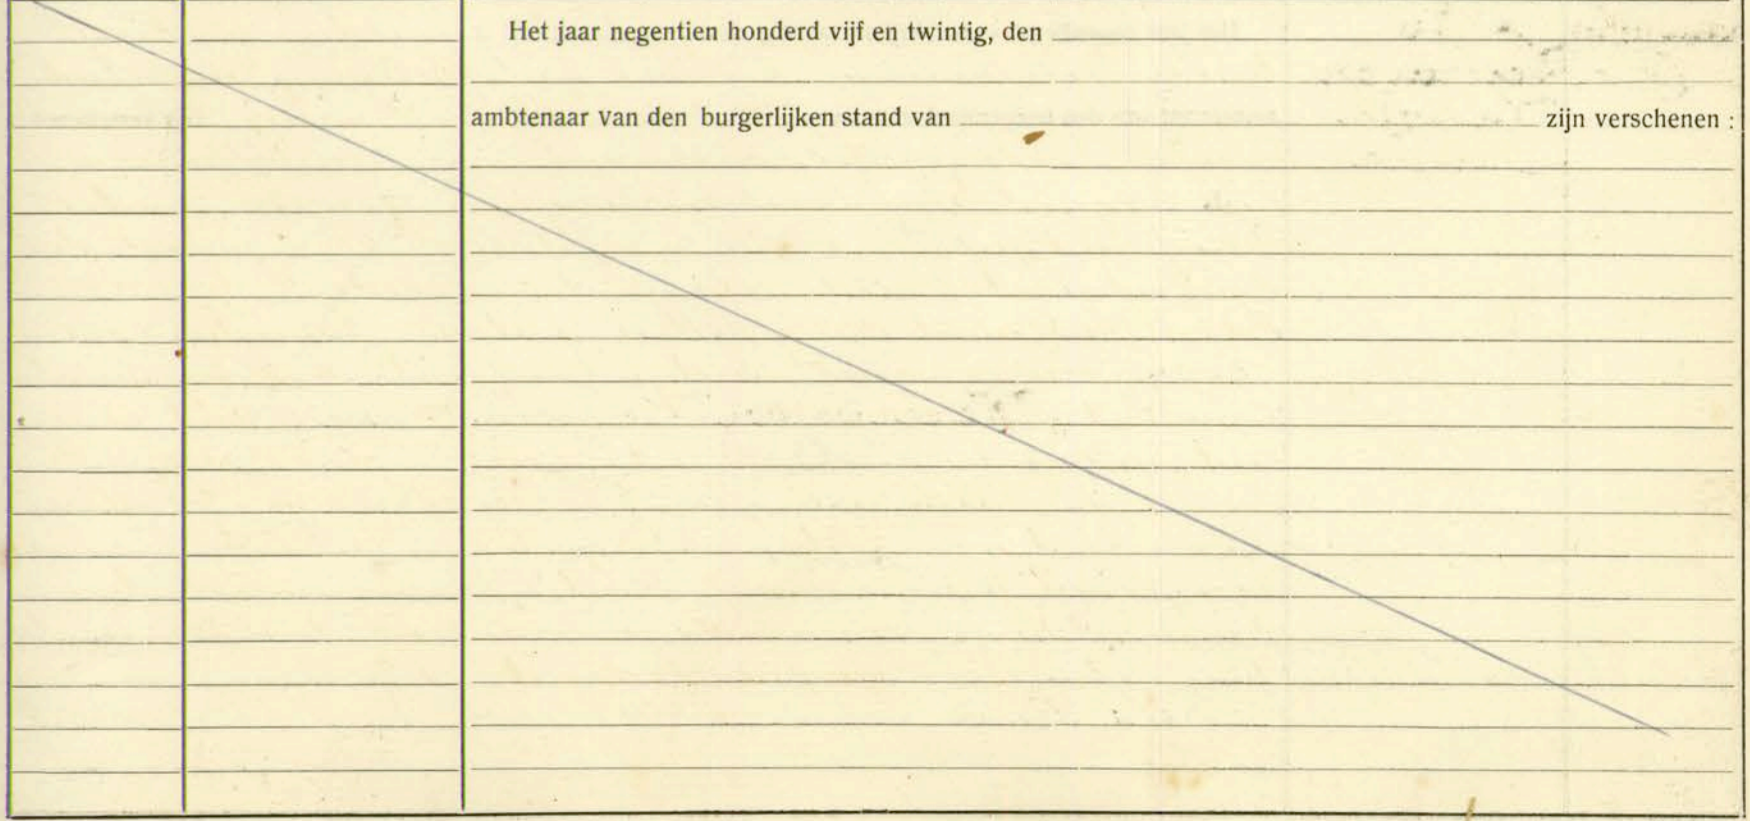 Het jaar negentien honderd vijf en twintig, den
ambtenaar van den burgerlijken stand van zijn verschenen :